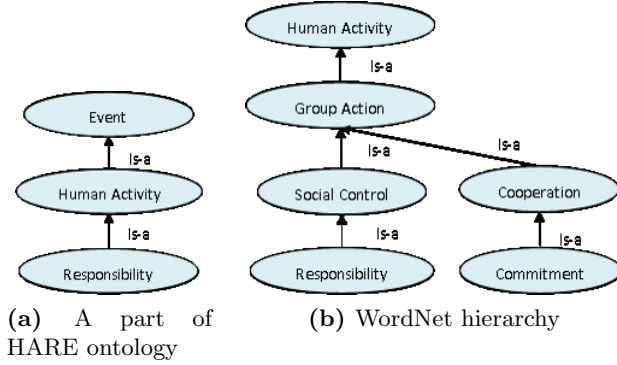 Event
Is-a
Human Activity
Is-a
Responsibility
(a) A part of
HARE ontology
Human Activity
Is-a
Group Action
Is-a
Is-a
Social Control
Cooperation
Is-a
Is-a
Responsibility
Commitment
(b) WordNet hierarchy